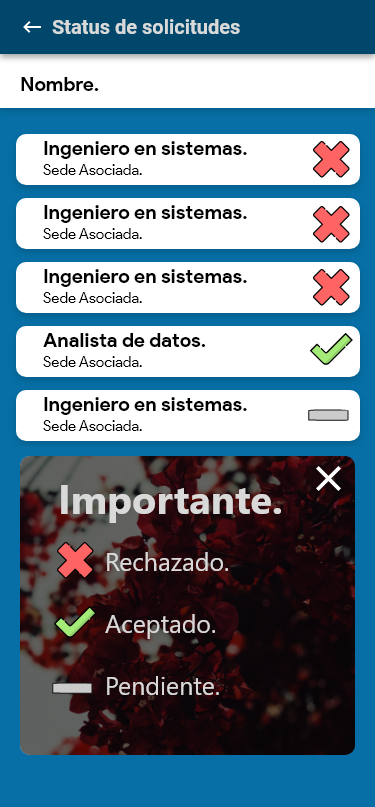 Status de solicitudes
Nombre.
Ingeniero en sistemas.
Sede Asociada.
Ingeniero en sistemas.
Sede Asociada.
Ingeniero en sistemas.
Sede Asociada.
Analista de datos.
Sede Asociada.
Ingeniero en sistemas.
Sede Asociada.
Importante.
Rechazado.
Aceptado.
Pendiente.